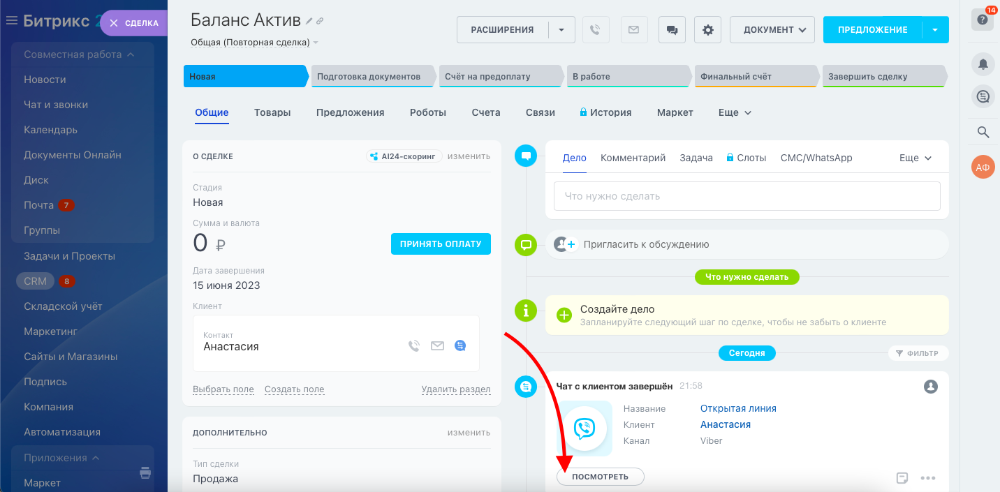 Битрикс 2
СДЕЛКА
Совместная работа
Новости
Чат и звонки
Календарь
Документы Онлайн
Диск
Почта 7
Группы
Задачи и Проекты
CRM 8
Складской учёт
Маркетинг
Сайты и Магазины
Подпись
Компания
Автоматизация
Приложения
Маркет
Баланс Актив
Общая (Повторная сделка)
РАСШИРЕНИЯ
ДОКУМЕНТ
ПРЕДЛОЖЕНИЕ
Новая
Подготовка документов
Счёт на предоплату
В работе
Финальный счёт
Завершить сделку
Общие
Товары
Предложения
Роботы
Счета
Связи
История
Маркет
Еще
О СДЕЛКЕ
AI24-скоринг
изменить
Стадия
Новая
Сумма и валюта
0 ₽
ПРИНЯТЬ ОПЛАТУ
Дата завершения
15 июня 2023
Клиент
Контакт
Анастасия
Выбрать поле
Создать поле
Удалить раздел
ДОПОЛНИТЕЛЬНО
изменить
Тип сделки
Продажа
Дело
Комментарий
Задача
Слоты
СМС/WhatsApp
Еще
Что нужно сделать
Пригласить к обсуждению
Что нужно сделать
Создайте дело
Запланируйте следующий шаг по сделке, чтобы не забыть о клиенте
Сегодня
ФИЛЬТР
Чат с клиентом завершён 21:58
Название Открытая линия
Клиент Анастасия
Канал Viber
ПОСМОТРЕТЬ
14
АФ